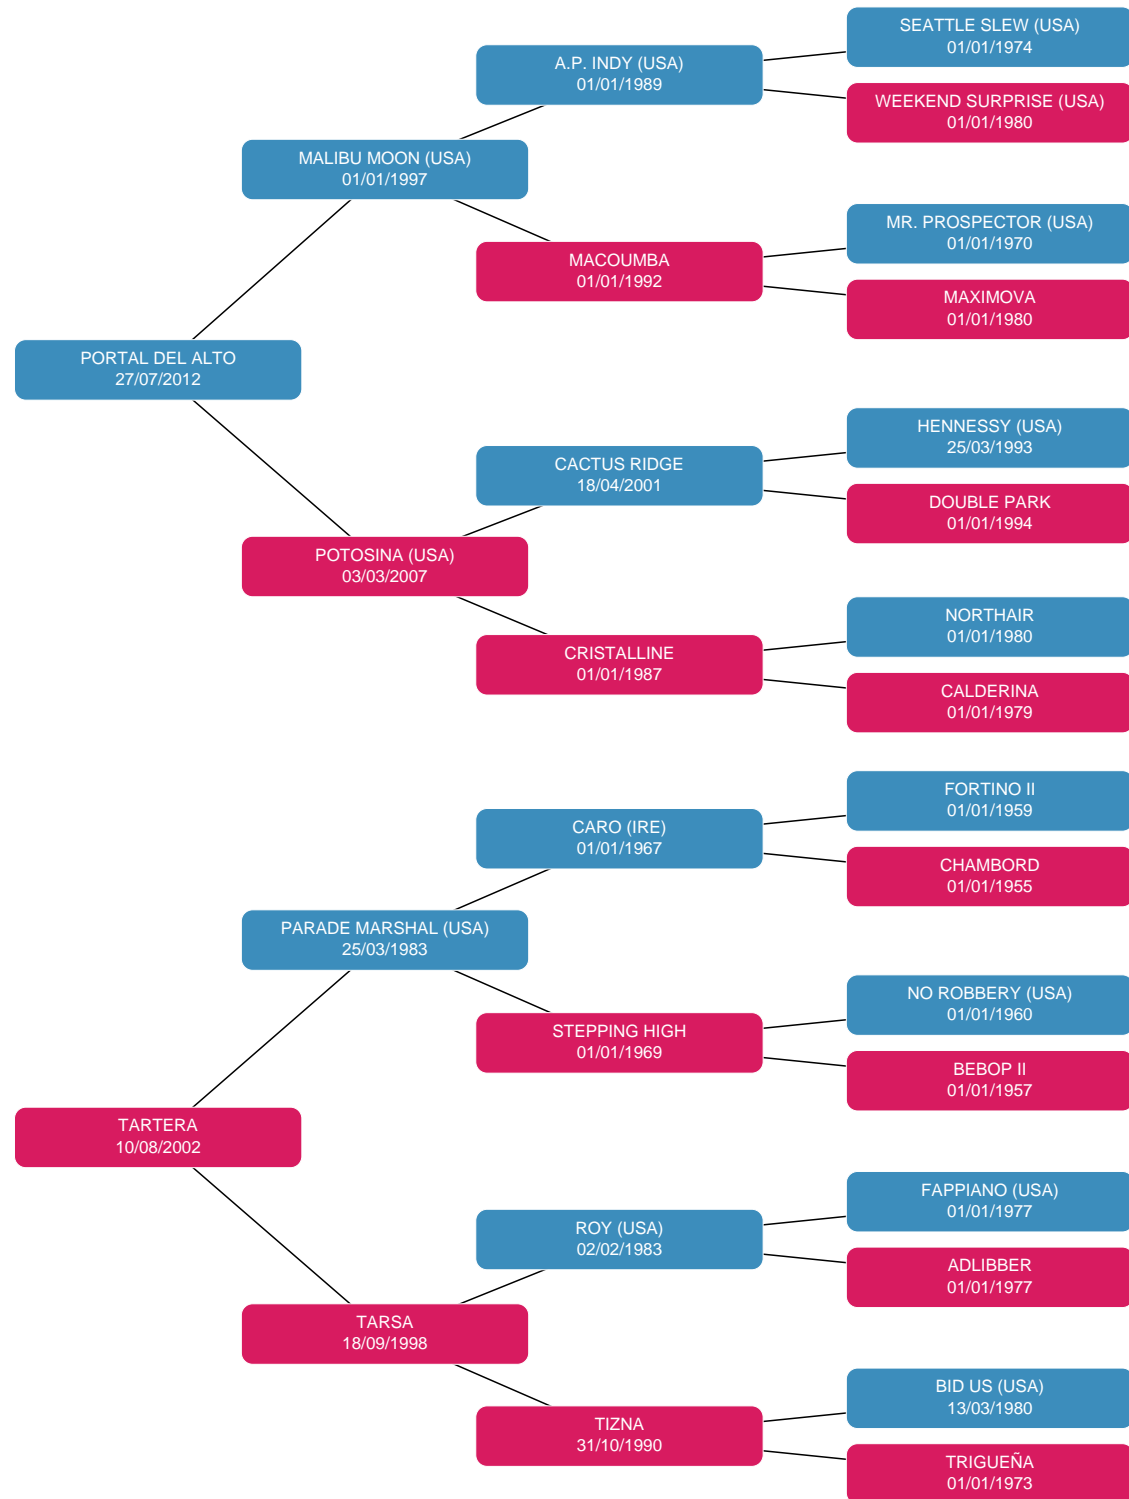 SEATTLE SLEW (USA)
01/01/1974
A.P. INDY (USA)
01/01/1989
WEEKEND SURPRISE (USA)
01/01/1980
MALIBU MOON (USA)
01/01/1997
MR. PROSPECTOR (USA)
01/01/1970
MACOUMBA
01/01/1992
MAXIMOVA
01/01/1980
PORTAL DEL ALTO
27/07/2012
HENNESSY (USA)
25/03/1993
CACTUS RIDGE
18/04/2001
DOUBLE PARK
01/01/1994
POTOSINA (USA)
03/03/2007
NORTHAIR
01/01/1980
CRISTALLINE
01/01/1987
CALDERINA
01/01/1979
FORTINO II
01/01/1959
CARO (IRE)
01/01/1967
CHAMBORD
01/01/1955
PARADE MARSHAL (USA)
25/03/1983
NO ROBBERY (USA)
01/01/1960
STEPPING HIGH
01/01/1969
BEBOP II
01/01/1957
TARTERA
10/08/2002
FAPPIANO (USA)
01/01/1977
ROY (USA)
02/02/1983
ADLIBBER
01/01/1977
TARSA
18/09/1998
BID US (USA)
13/03/1980
TIZNA
31/10/1990
TRIGUEÑA
01/01/1973